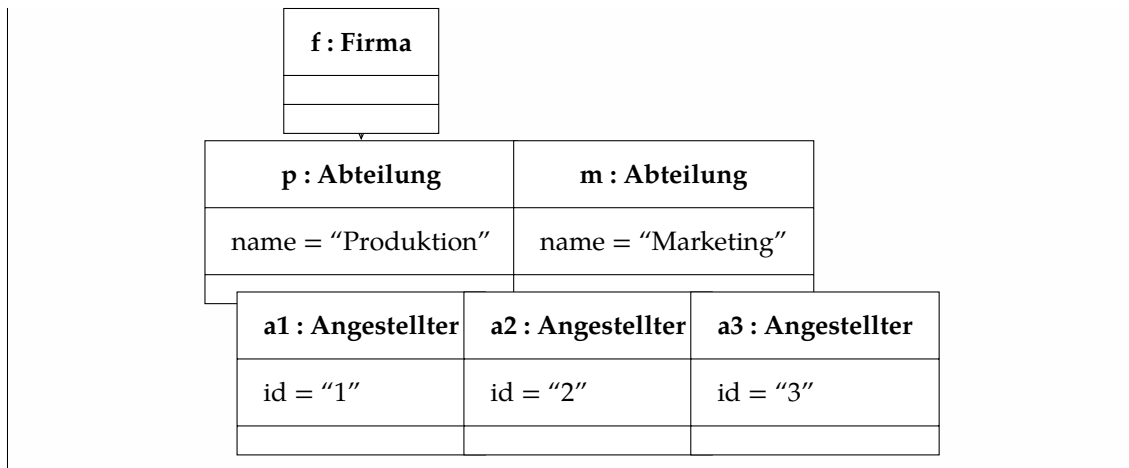 f : Firma
p : Abteilung
m : Abteilung
name = “Produktion”
name = “Marketing”
a1 : Angestellter
a2 : Angestellter
a3 : Angestellter
id = “1”
id = “2”
id = “3”